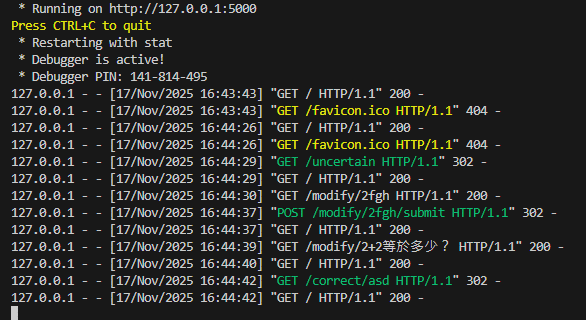 * Running on http://127.0.0.1:5000
Press CTRL+C to quit
* Restarting with stat
* Debugger is active!
* Debugger PIN: 141-814-495
127.0.0.1 - - [17/Nov/2025 16:43:43] "GET / HTTP/1.1" 200 -
127.0.0.1 - - [17/Nov/2025 16:43:43] "GET /favicon.ico HTTP/1.1" 404 -
127.0.0.1 - - [17/Nov/2025 16:44:26] "GET / HTTP/1.1" 200 -
127.0.0.1 - - [17/Nov/2025 16:44:26] "GET /favicon.ico HTTP/1.1" 404 -
127.0.0.1 - - [17/Nov/2025 16:44:29] "GET /uncertain HTTP/1.1" 302 -
127.0.0.1 - - [17/Nov/2025 16:44:29] "GET / HTTP/1.1" 200 -
127.0.0.1 - - [17/Nov/2025 16:44:30] "GET /modify/2fgh HTTP/1.1" 200 -
127.0.0.1 - - [17/Nov/2025 16:44:37] "POST /modify/2fgh/submit HTTP/1.1" 302 -
127.0.0.1 - - [17/Nov/2025 16:44:37] "GET / HTTP/1.1" 200 -
127.0.0.1 - - [17/Nov/2025 16:44:39] "GET /modify/2+2等於多少？ HTTP/1.1" 200 -
127.0.0.1 - - [17/Nov/2025 16:44:40] "GET / HTTP/1.1" 200 -
127.0.0.1 - - [17/Nov/2025 16:44:42] "GET /correct/asd HTTP/1.1" 302 -
127.0.0.1 - - [17/Nov/2025 16:44:42] "GET / HTTP/1.1" 200 -